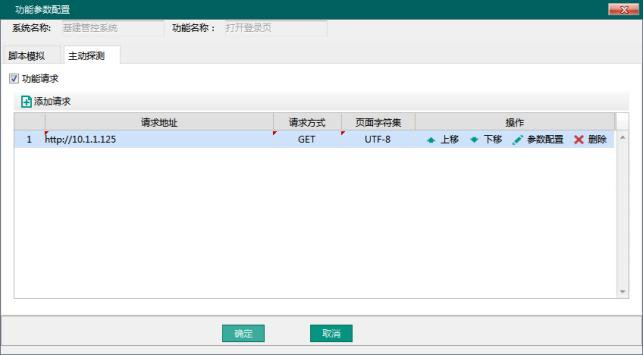 功能参数配置
系统名称: 基建管控系统 功能名称： 打开登录页
脚本模拟 主动探测
功能请求
添加请求
请求地址 请求方式 页面字符集 操作
1 http://10.1.1.125 GET UTF-8 上移 下移 参数配置 删除
确定 取消